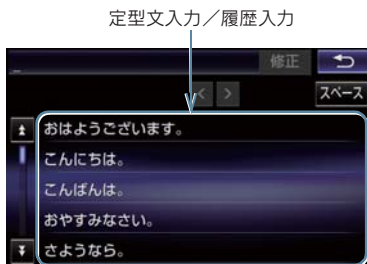 定型文入力／履歴入力
修正
< >
スペース
おはようございます。
こんにちは。
こんばんは。
おやすみなさい。
さようなら。